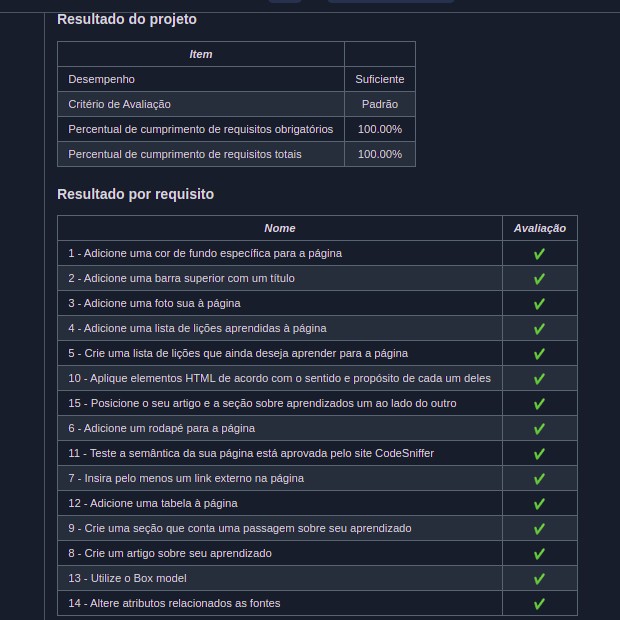 Resultado do projeto
Item
Desempenho Suficiente
Critério de Avaliação Padrão
Percentual de cumprimento de requisitos obrigatórios 100.00%
Percentual de cumprimento de requisitos totais 100.00%
Resultado por requisito
Nome Avaliação
1 - Adicione uma cor de fundo específica para a página
2 - Adicione uma barra superior com um título
3 - Adicione uma foto sua à página
4 - Adicione uma lista de lições aprendidas à página
5 - Crie uma lista de lições que ainda deseja aprender para a página
10 - Aplique elementos HTML de acordo com o sentido e propósito de cada um deles
15 - Posicione o seu artigo e a seção sobre aprendizados um ao lado do outro
6 - Adicione um rodapé para a página
11 - Teste a semântica da sua página está aprovada pelo site CodeSniffer
7 - Insira pelo menos um link externo na página
12 - Adicione uma tabela à página
9 - Crie uma seção que conta uma passagem sobre seu aprendizado
8 - Crie um artigo sobre seu aprendizado
13 - Utilize o Box model
14 - Altere atributos relacionados as fontes